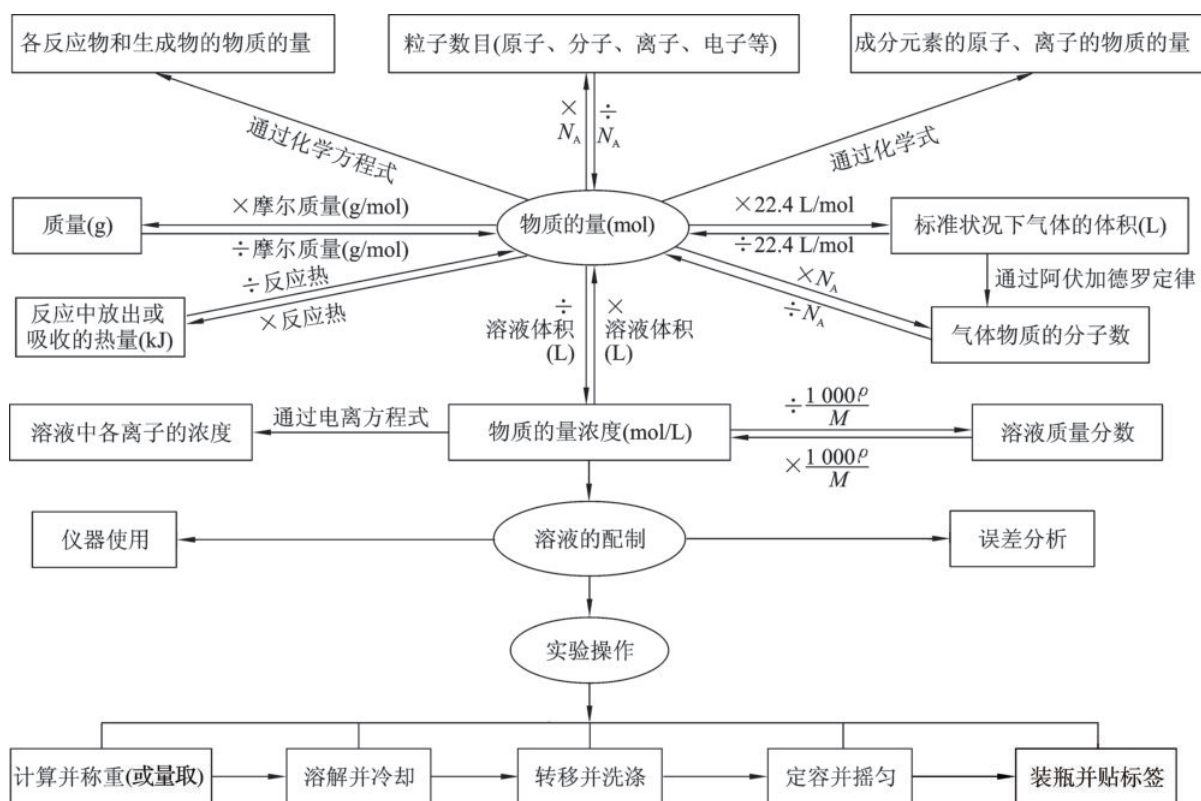 各反应物和生成物的物质的量
粒子数目(原子、分子、离子、电子等)
成分元素的原子、离子的物质的量
通过化学方程式
×
N_A
÷
N_A
通过化学式
质量(g)
×摩尔质量(g/mol)
÷摩尔质量(g/mol)
物质的量(mol)
×22.4 L/mol
÷22.4 L/mol
标准状况下气体的体积(L)
÷反应热
×反应热
反应中放出或
吸收的热量(kJ)
÷
溶液体积
(L)
×
溶液体积
(L)
×N_A
÷N_A
通过阿伏加德罗定律
气体物质的分子数
溶液中各离子的浓度
通过电离方程式
物质的量浓度(mol/L)
÷1 000ρ/M
×1 000ρ/M
溶液质量分数
仪器使用
溶液的配制
误差分析
实验操作
计算并称重(或量取)
溶解并冷却
转移并洗涤
定容并摇匀
装瓶并贴标签